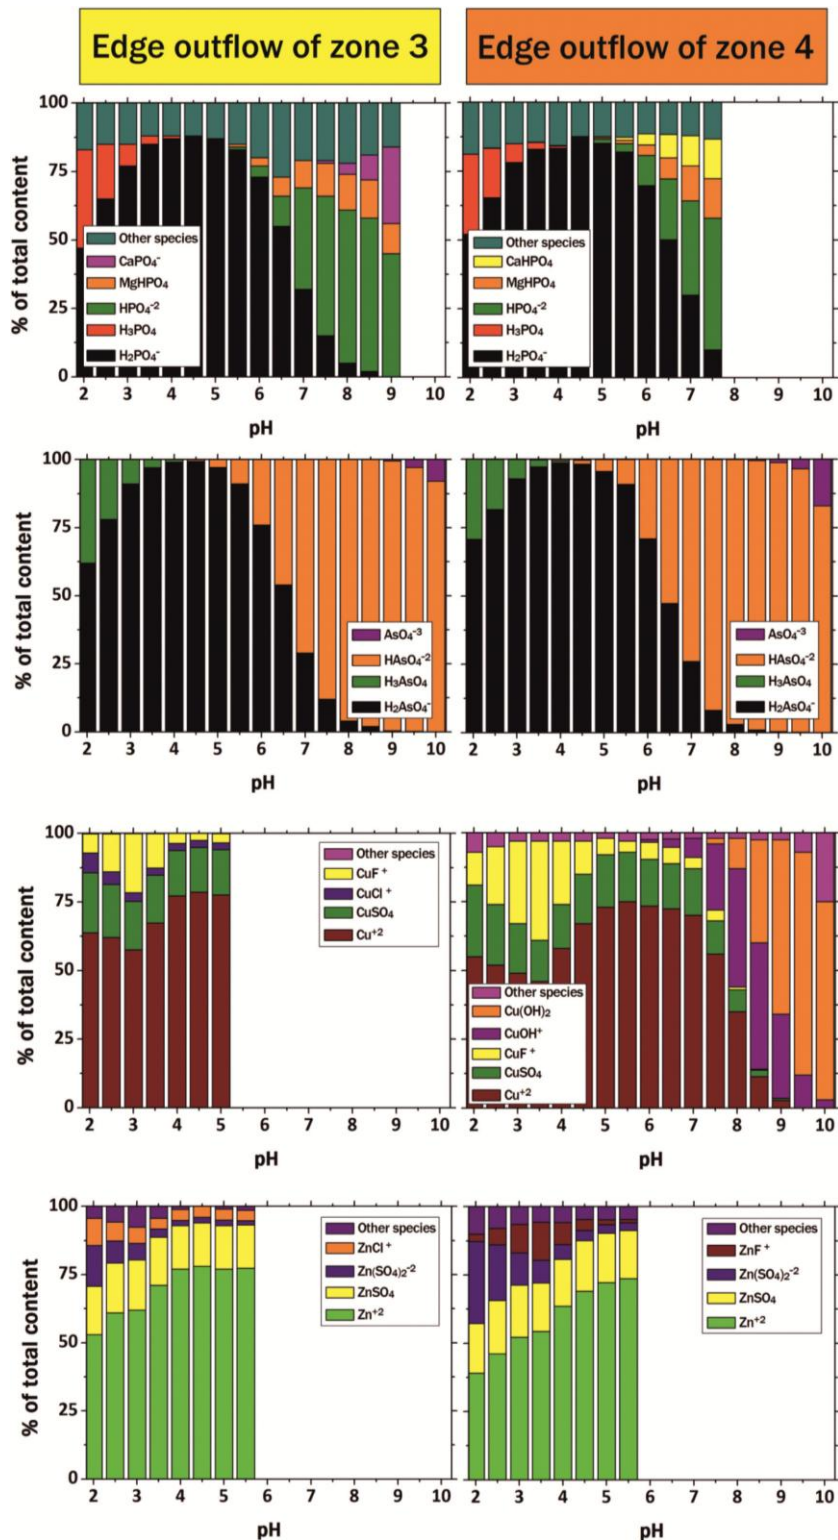 Edge outflow of zone 3
Edge outflow of zone 4
% of total content
100
75
50
25
0
Other species
CaPO₄⁻
MgHPO₄
HPO₄⁻²
H₃PO₄
H₂PO₄⁻
2 3 4 5 6 7 8 9 10
pH
Other species
CaHPO₄
MgHPO₄
HPO₄⁻²
H₃PO₄
H₂PO₄⁻
2 3 4 5 6 7 8 9 10
pH
% of total content
100
75
50
25
0
AsO₄⁻³
HAsO₄⁻²
H₃AsO₄
H₂AsO₄⁻
2 3 4 5 6 7 8 9 10
pH
AsO₄⁻³
HAsO₄⁻²
H₃AsO₄
H₂AsO₄⁻
2 3 4 5 6 7 8 9 10
pH
% of total content
100
75
50
25
0
CuF⁺
CuCl⁺
CuSO₄
Cu⁺²
2 3 4 5 6 7 8 9 10
pH
Other species
Cu(OH)₂
CuOH⁺
CuF⁺
CuSO₄
Cu⁺²
2 3 4 5 6 7 8 9 10
pH
% of total content
100
75
50
25
0
Other species
ZnCl⁺
Zn(SO₄)₂⁻²
ZnSO₄
Zn⁺²
2 3 4 5 6 7 8 9 10
pH
Other species
ZnF⁺
Zn(SO₄)₂⁻²
ZnSO₄
Zn⁺²
2 3 4 5 6 7 8 9 10
pH